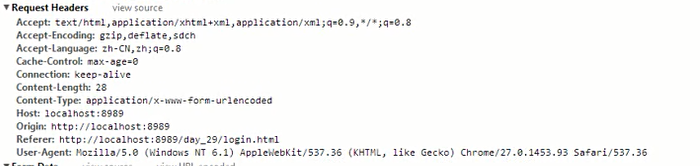 ▼ Request Headers view source
Accept: text/html,application/xhtml+xml,application/xml;q=0.9,*/*;q=0.8
Accept-Encoding: gzip,deflate,sdch
Accept-Language: zh-CN,zh;q=0.8
Cache-Control: max-age=0
Connection: keep-alive
Content-Length: 28
Content-Type: application/x-www-form-urlencoded
Host: localhost:8989
Origin: http://localhost:8989
Referer: http://localhost:8989/day_29/login.html
User-Agent: Mozilla/5.0 (Windows NT 6.1) AppleWebKit/537.36 (KHTML, like Gecko) Chrome/27.0.1453.93 Safari/537.36